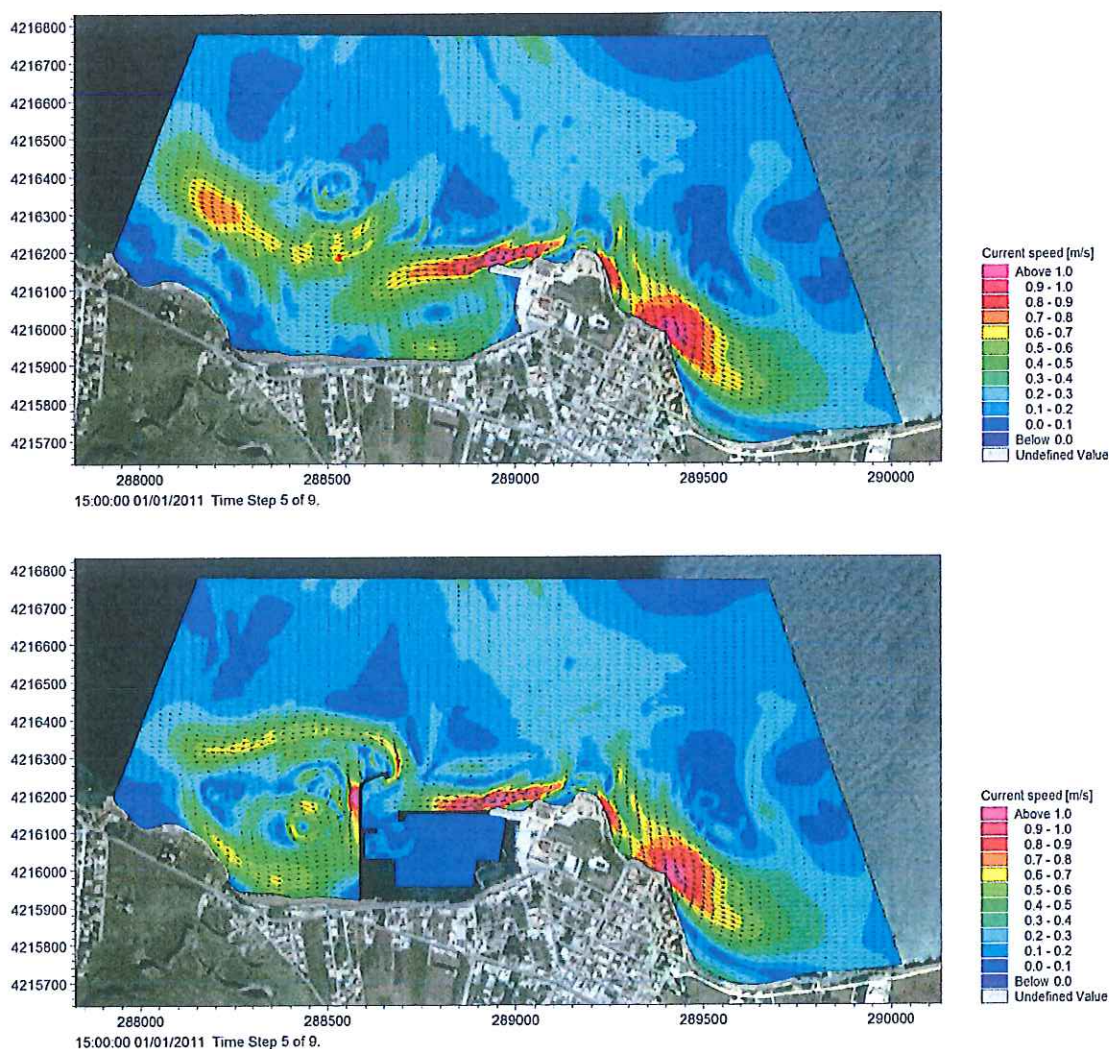 4216800
4216700
4216600
4216500
4216400
4216300
4216200
4216100
4216000
4215900
4215800
4215700
288000 288500 289000 289500 290000
15:00:00 01/01/2011 Time Step 5 of 9.
Current speed [m/s]
Above 1.0
0.9 - 1.0
0.8 - 0.9
0.7 - 0.8
0.6 - 0.7
0.5 - 0.6
0.4 - 0.5
0.3 - 0.4
0.2 - 0.3
0.1 - 0.2
0.0 - 0.1
Below 0.0
Undefined Value
4216800
4216700
4216600
4216500
4216400
4216300
4216200
4216100
4216000
4215900
4215800
4215700
288000 288500 289000 289500 290000
15:00:00 01/01/2011 Time Step 5 of 9.
Current speed [m/s]
Above 1.0
0.9 - 1.0
0.8 - 0.9
0.7 - 0.8
0.6 - 0.7
0.5 - 0.6
0.4 - 0.5
0.3 - 0.4
0.2 - 0.3
0.1 - 0.2
0.0 - 0.1
Below 0.0
Undefined Value